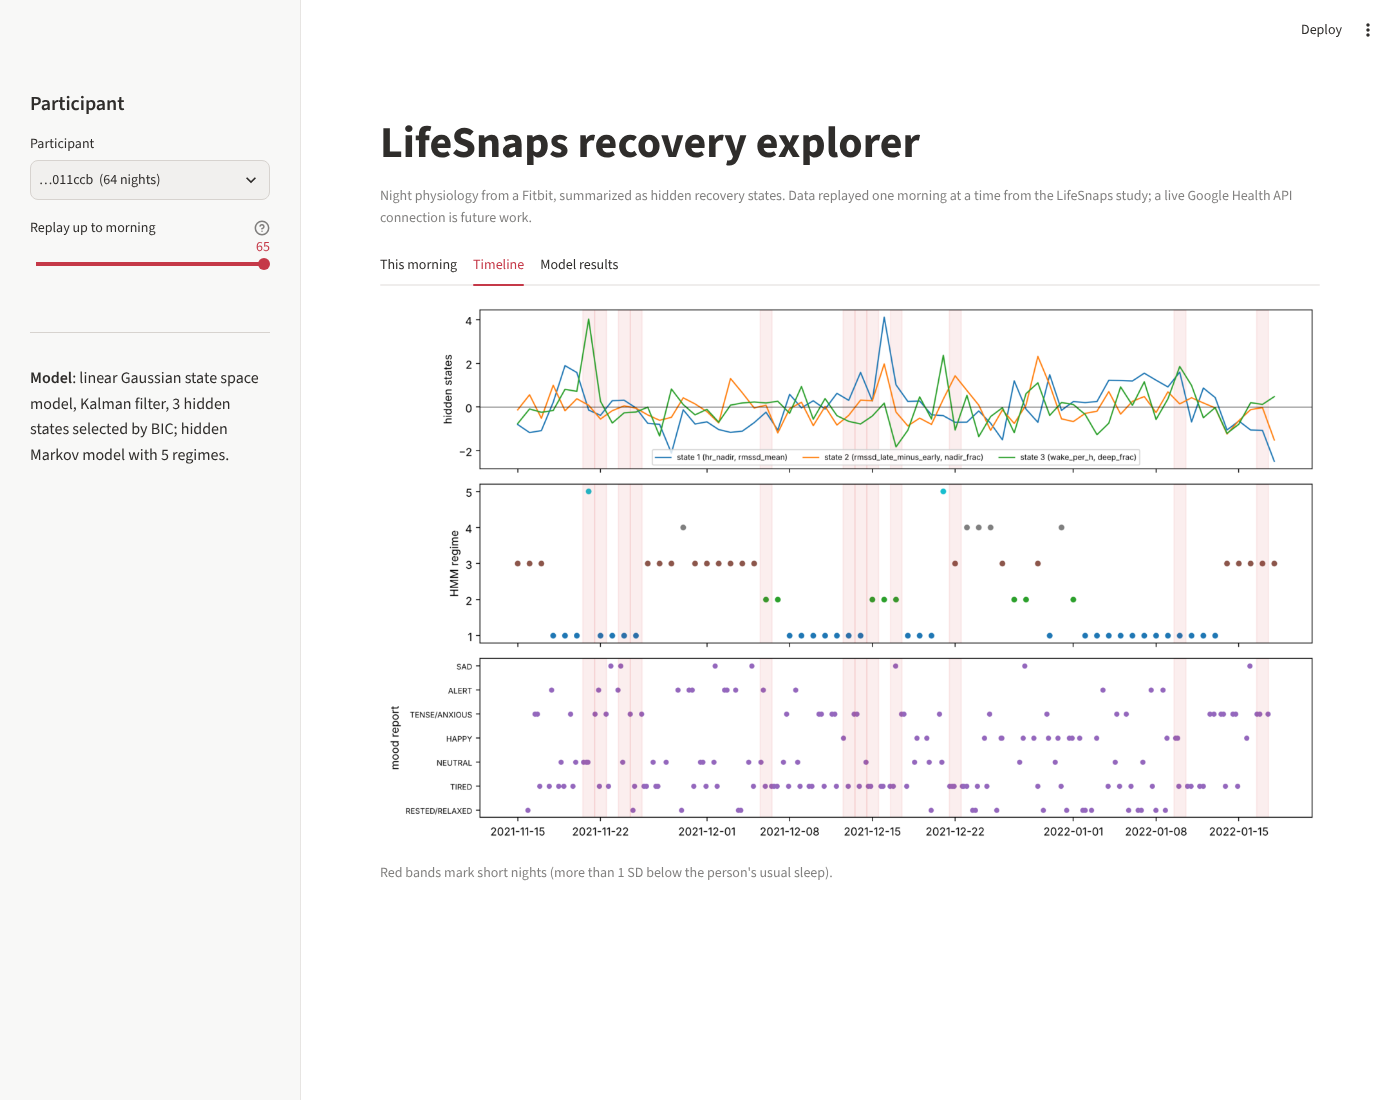 Deploy
Participant
Participant
...011ccb (64 nights)
Replay up to morning
65
Model: linear Gaussian state space
model, Kalman filter, 3 hidden
states selected by BIC; hidden
Markov model with 5 regimes.
LifeSnaps recovery explorer
Night physiology from a Fitbit, summarized as hidden recovery states. Data replayed one morning at a time from the LifeSnaps study; a live Google Health API
connection is future work.
This morning Timeline Model results
hidden states
4
2
0
−2
state 1 (hr_nadir, rmssd_mean) state 2 (rmssd_late_minus_early, nadir_frac) state 3 (wake_per_h, deep_frac)
HMM regime
5
4
3
2
1
mood report
SAD
ALERT
TENSE/ANXIOUS
HAPPY
NEUTRAL
TIRED
RESTED/RELAXED
2021-11-15 2021-11-22 2021-12-01 2021-12-08 2021-12-15 2021-12-22 2022-01-01 2022-01-08 2022-01-15
Red bands mark short nights (more than 1 SD below the person's usual sleep).